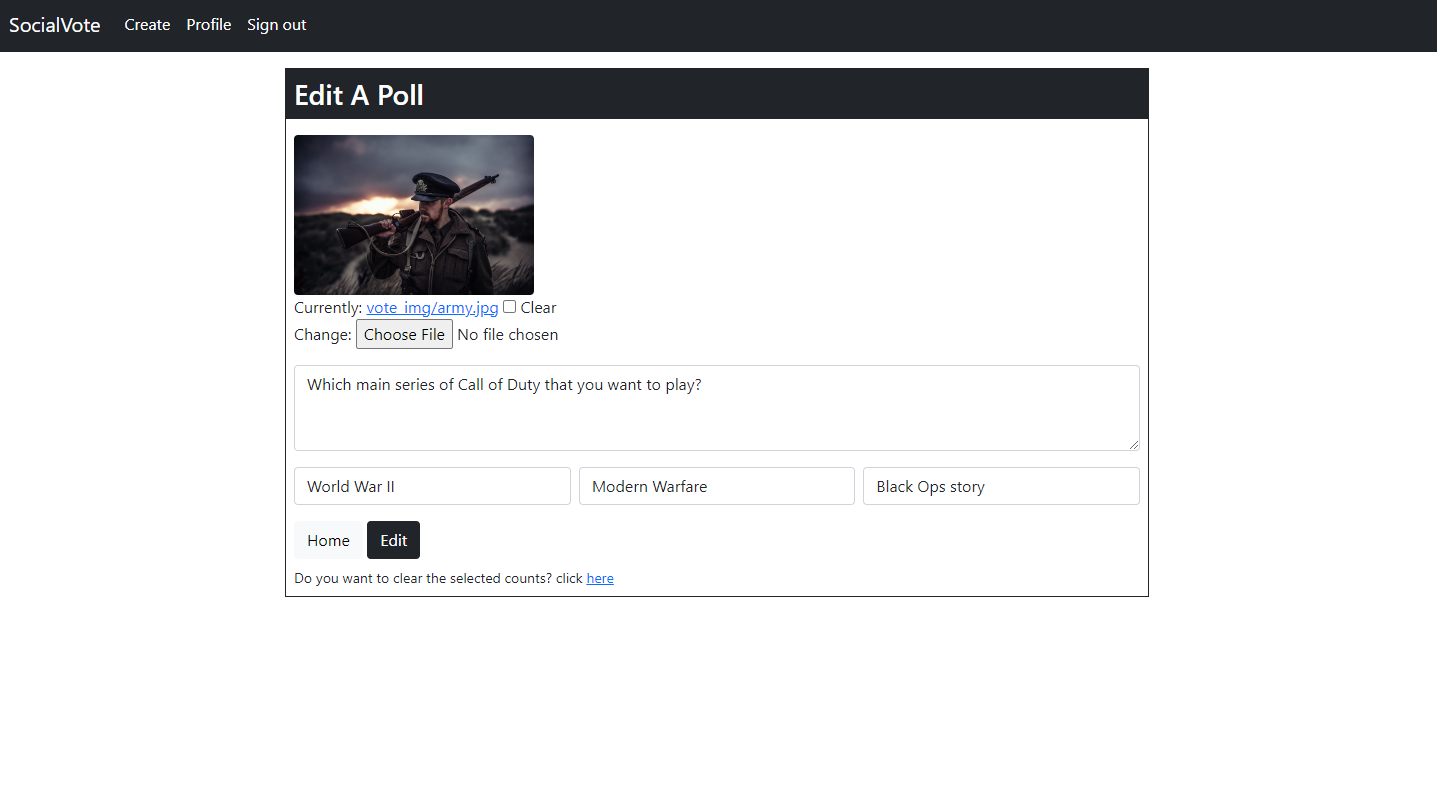 SocialVote Create Profile Sign out
Edit A Poll
Currently: vote_img/army.jpg Clear
Change: Choose File No file chosen
Which main series of Call of Duty that you want to play?
World War II Modern Warfare Black Ops story
Home Edit
Do you want to clear the selected counts? click here